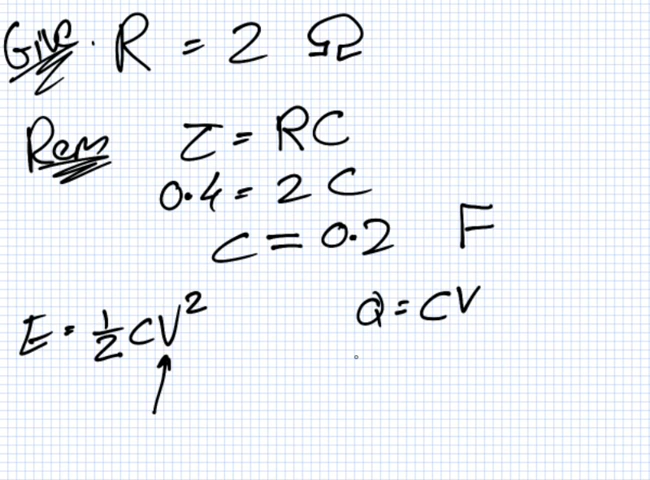 Give. R = 2 Ω
Rem τ = RC
0.4 = 2 C
C = 0.2 F
E = ½CV² Q = CV